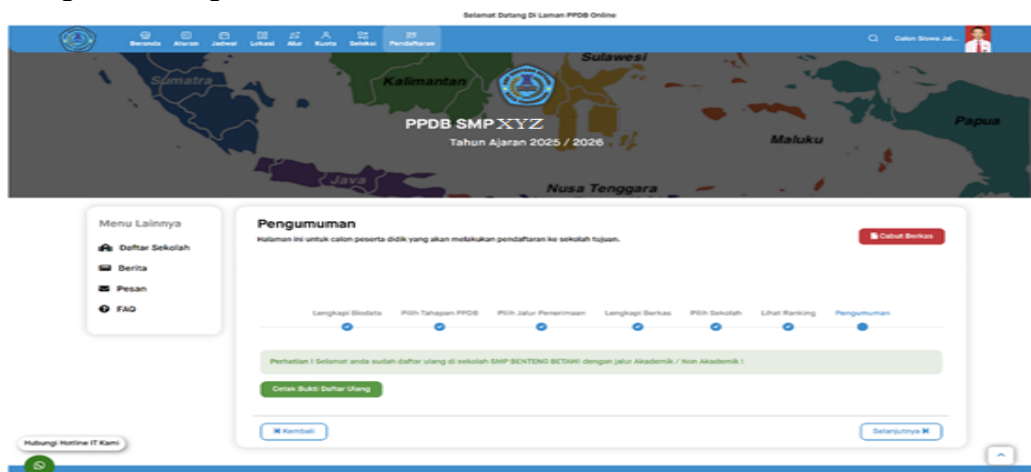 Selamat Datang Di Laman PPDB Online
Beranda Aturan Jadwal Lokasi Alur Kuota Seleksi Pendaftaran
Calon Siswa Jal...
Sumatra
Kalimantan
Sulawesi
Papua
PPDB SMP XYZ
Tahun Ajaran 2025 / 2026
Maluku
Java
Nusa Tenggara
Menu Lainnya
Daftar Sekolah
Berita
Pesan
FAQ
Pengumuman
Halaman ini untuk calon peserta didik yang akan melakukan pendaftaran ke sekolah tujuan.
Cabut Berkas
Lengkapi Biodata Pilih Tahapan PPDB Pilih Jalur Penerimaan Lengkapi Berkas Pilih Sekolah Lihat Ranking Pengumuman
Perhatian ! Selamat anda sudah daftar ulang di sekolah SMP BENTENG BETAWI dengan jalur Akademik / Non Akademik !
Cetak Bukti Daftar Ulang
Kembali
Selanjutnya
Hubungi Hotline IT Kami